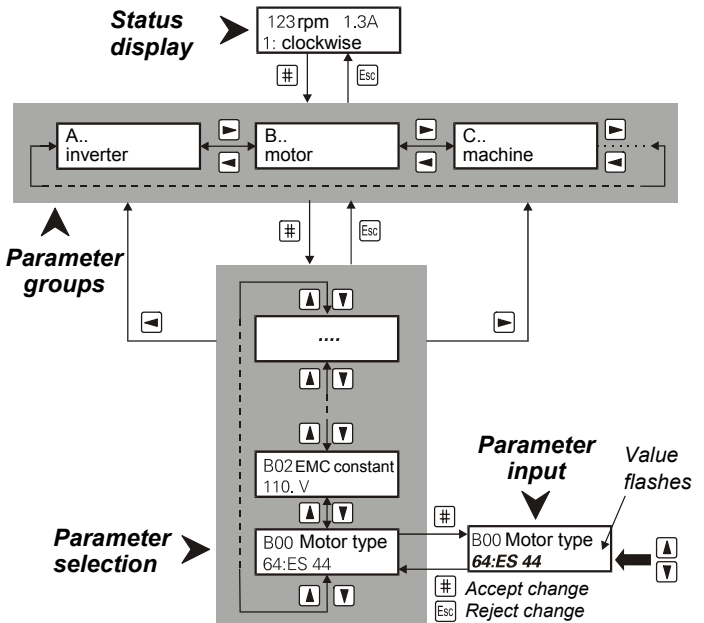 Status
display
123rpm 1.3A
1: clockwise
#
Esc
A..
inverter
B..
motor
C..
machine
Parameter
groups
#
Esc
....
B02 EMC constant
110. V
Parameter
selection
B00 Motor type
64:ES 44
#
Parameter
input
Value
flashes
B00 Motor type
64:ES 44
# Accept change
Esc Reject change